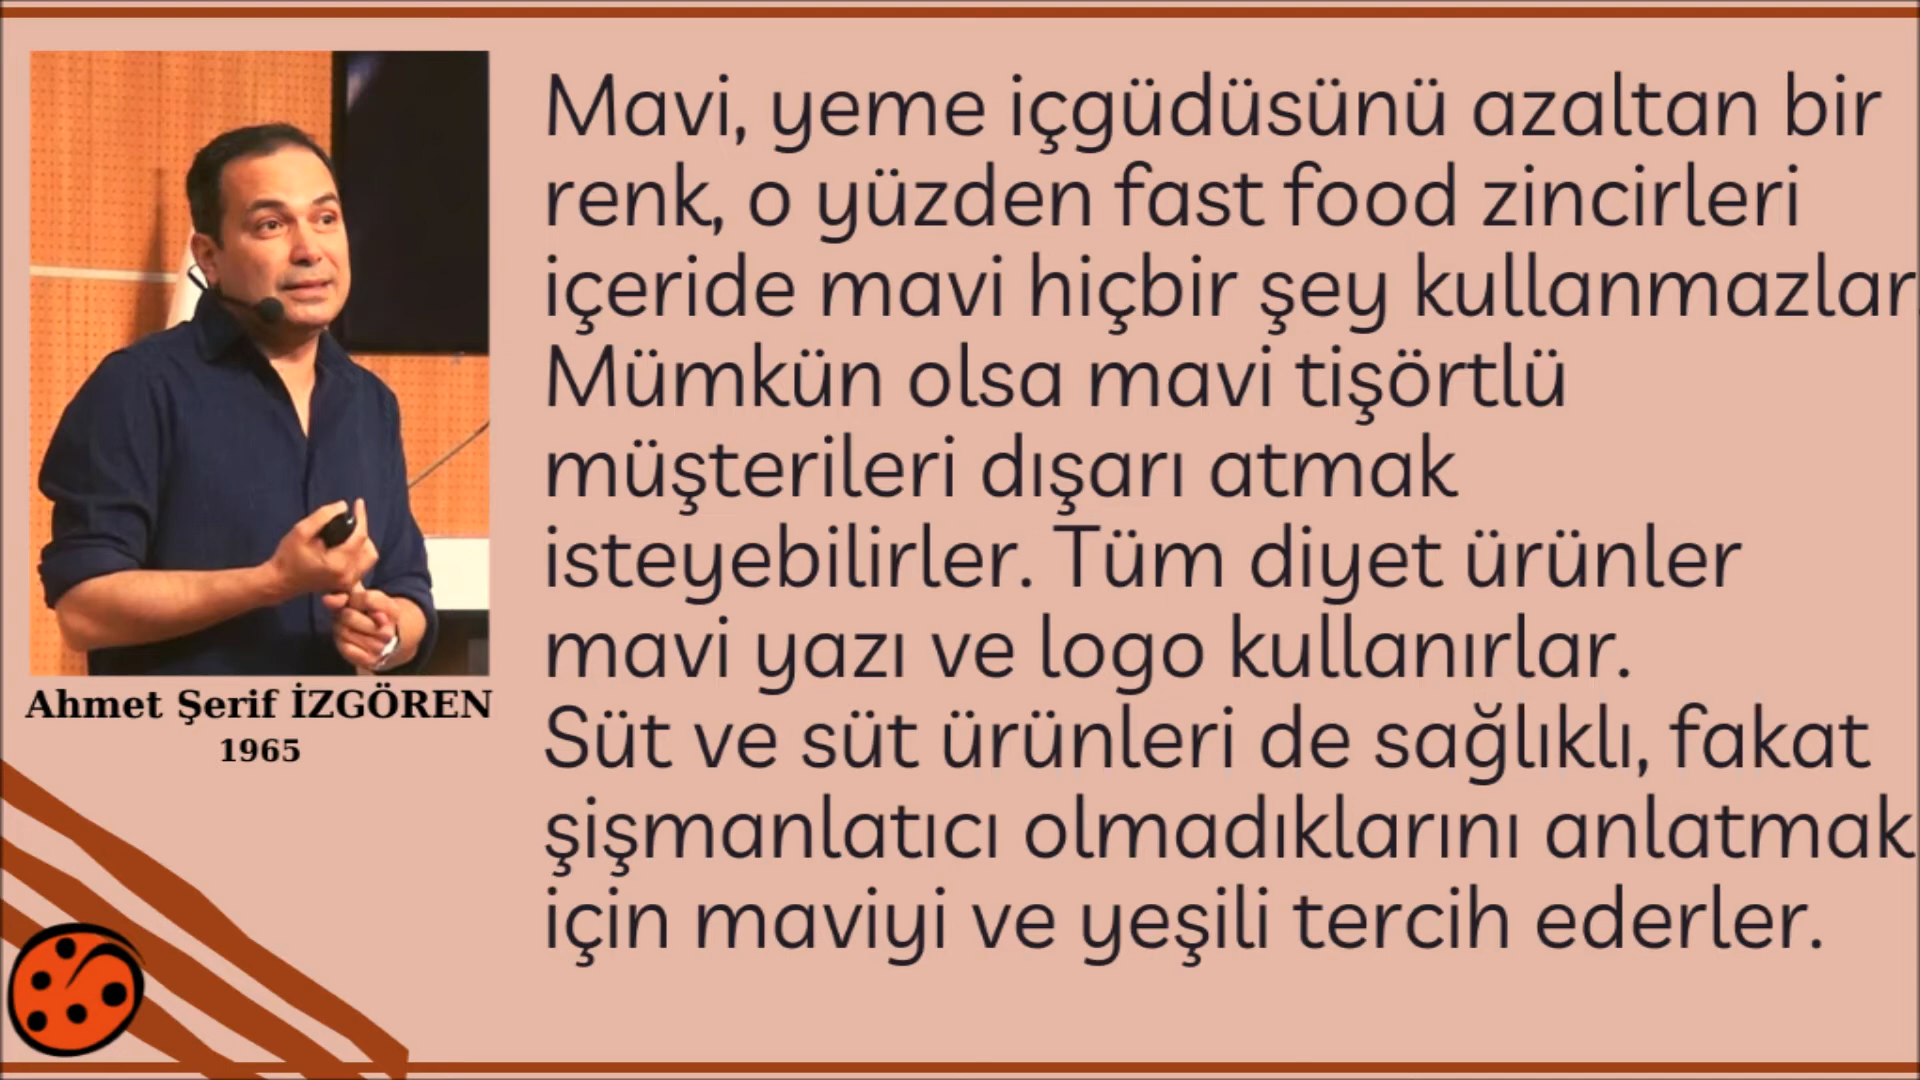 Mavi, yeme içgüdüsünü azaltan bir
renk, o yüzden fast food zincirleri
içeride mavi hiçbir şey kullanmazlar.
Mümkün olsa mavi tişörtlü
müşterileri dışarı atmak
isteyebilirler. Tüm diyet ürünler
mavi yazı ve logo kullanırlar.
Süt ve süt ürünleri de sağlıklı, fakat
şişmanlatıcı olmadıklarını anlatmak
için maviyi ve yeşili tercih ederler.
Ahmet Şerif İZGÖREN
1965